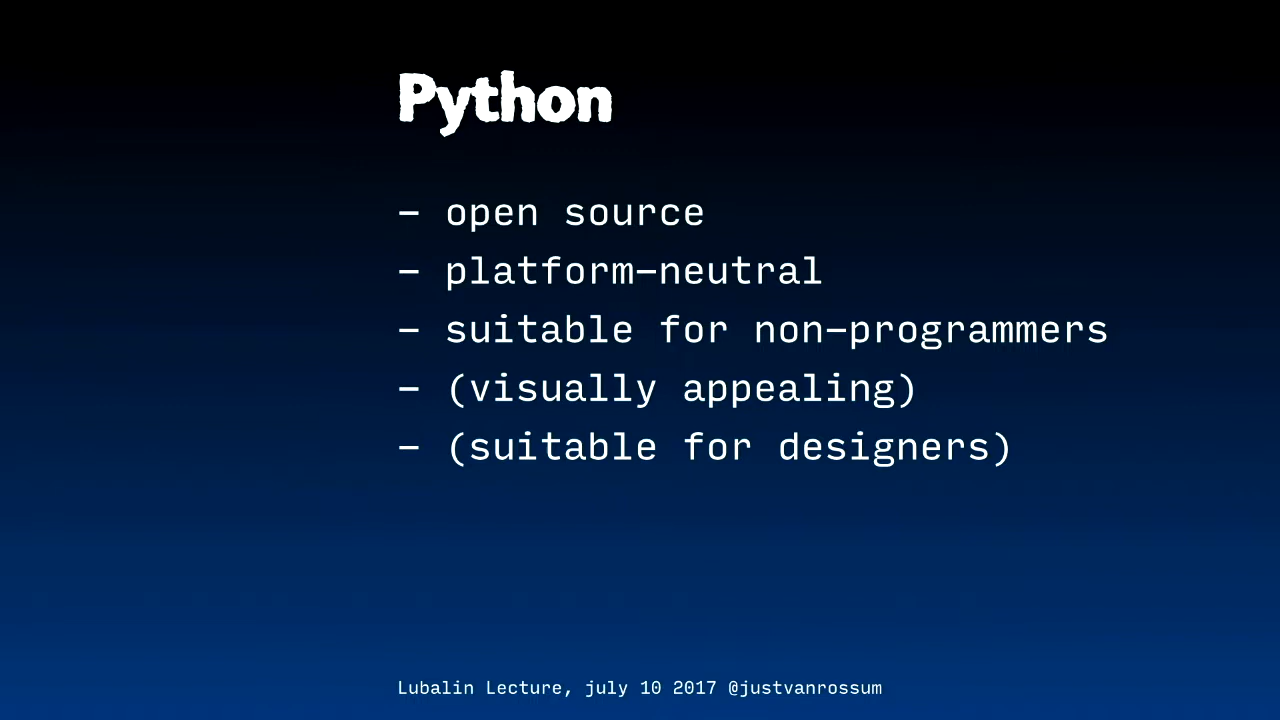 Python
- open source
- platform-neutral
- suitable for non-programmers
- (visually appealing)
- (suitable for designers)
Lubalin Lecture, july 10 2017 @justvanrossum